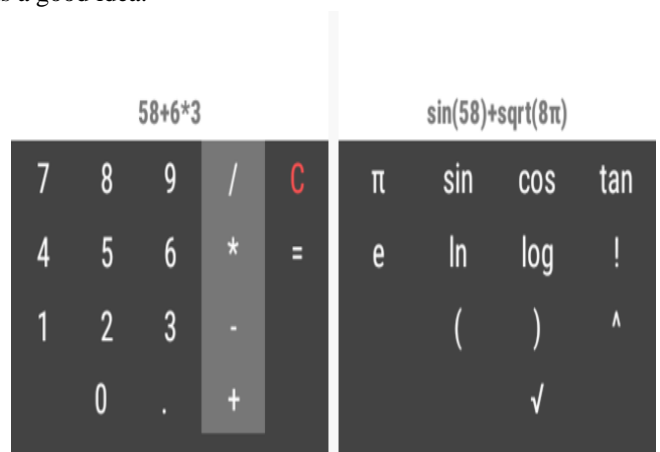 s a good idea.
58+6*3
7 8 9 / C
4 5 6 * =
1 2 3 -
0 . +
sin(58)+sqrt(8π)
π sin cos tan
e ln log !
( ) ^
√